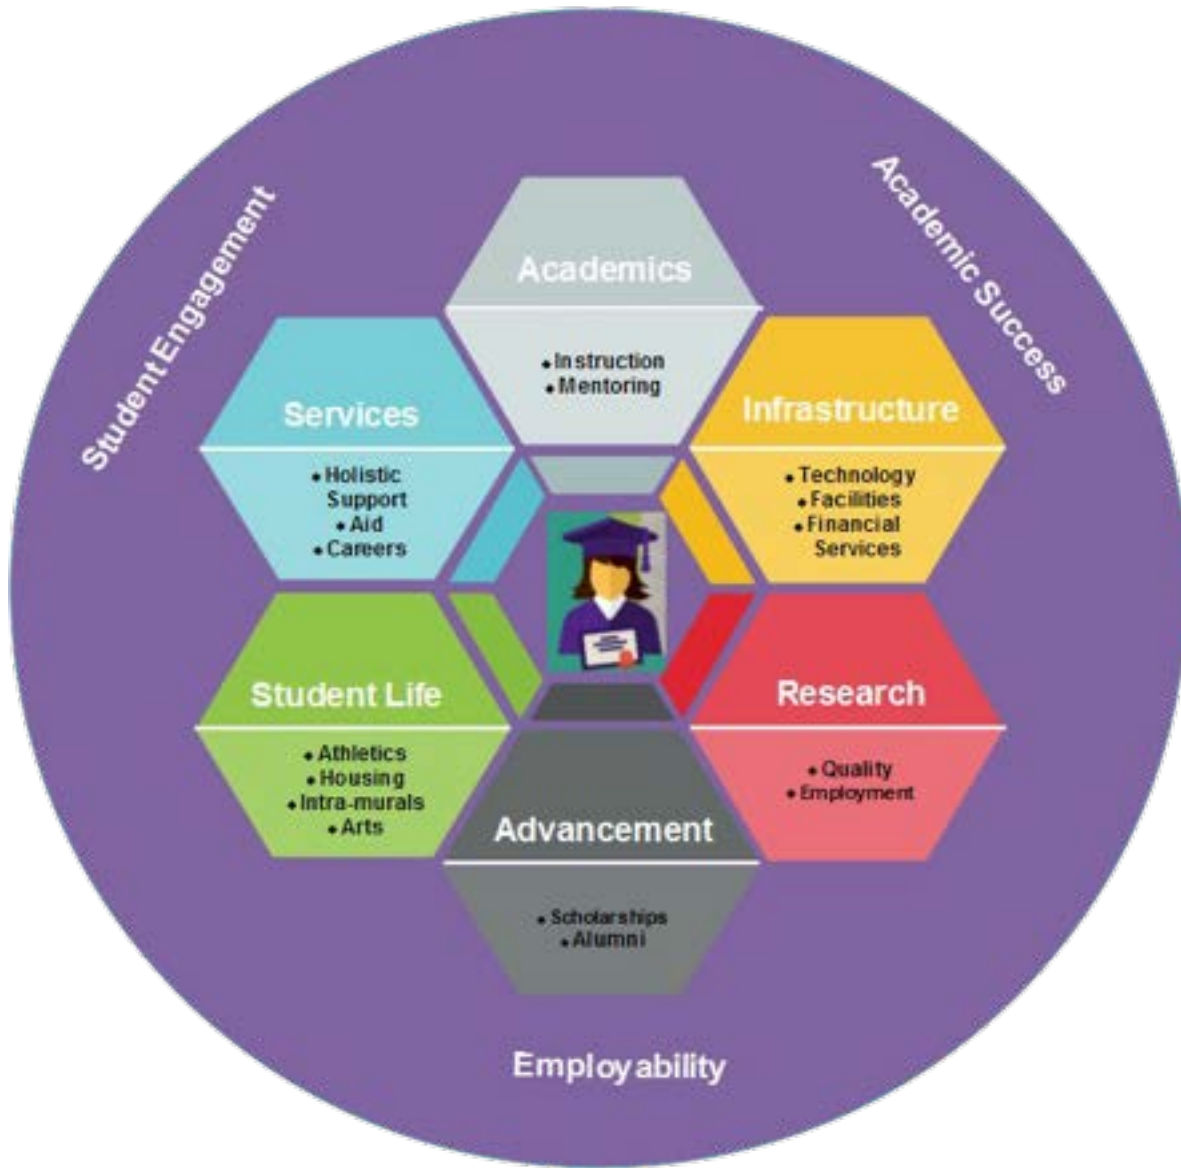 Student Engagement
Academic Success
Academics
• Instruction
• Mentoring
Services
• Holistic
Support
• Aid
• Careers
Infrastructure
• Technology
• Facilities
• Financial
Services
Student Life
• Athletics
• Housing
• Intra-murals
• Arts
Research
• Quality
• Employment
Advancement
• Scholarships
• Alumni
Employability